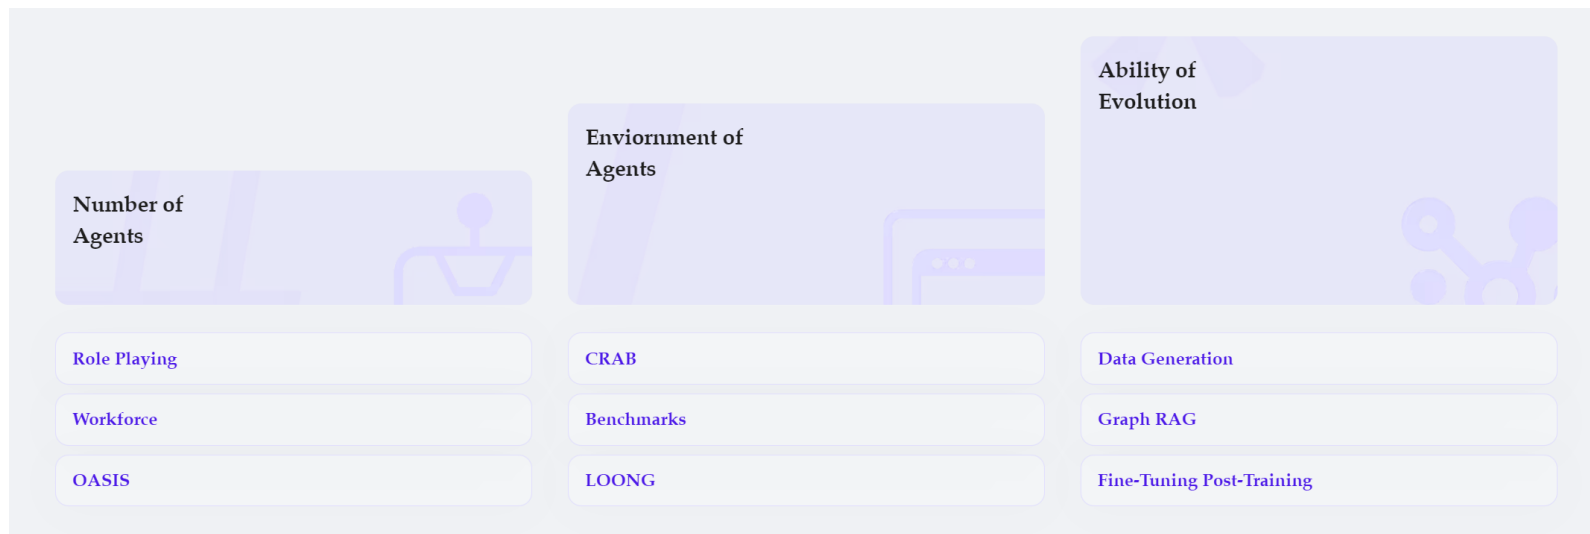 Number of
Agents
Role Playing
Workforce
OASIS
Enviornment of
Agents
CRAB
Benchmarks
LOONG
Ability of
Evolution
Data Generation
Graph RAG
Fine-Tuning Post-Training